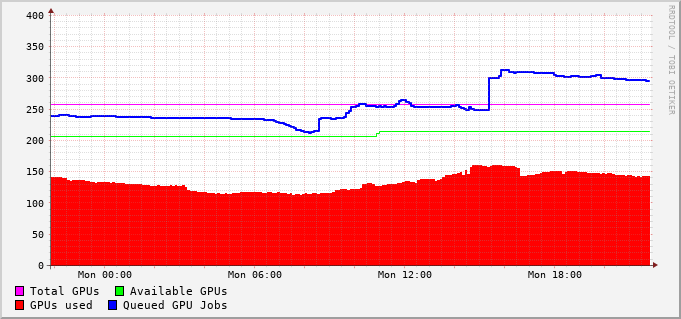 400
350
300
250
200
150
100
50
0
Mon 00:00 Mon 06:00 Mon 12:00 Mon 18:00
Total GPUs Available GPUs
GPUs used Queued GPU Jobs
RRDTOOL / TOBI OETIKER